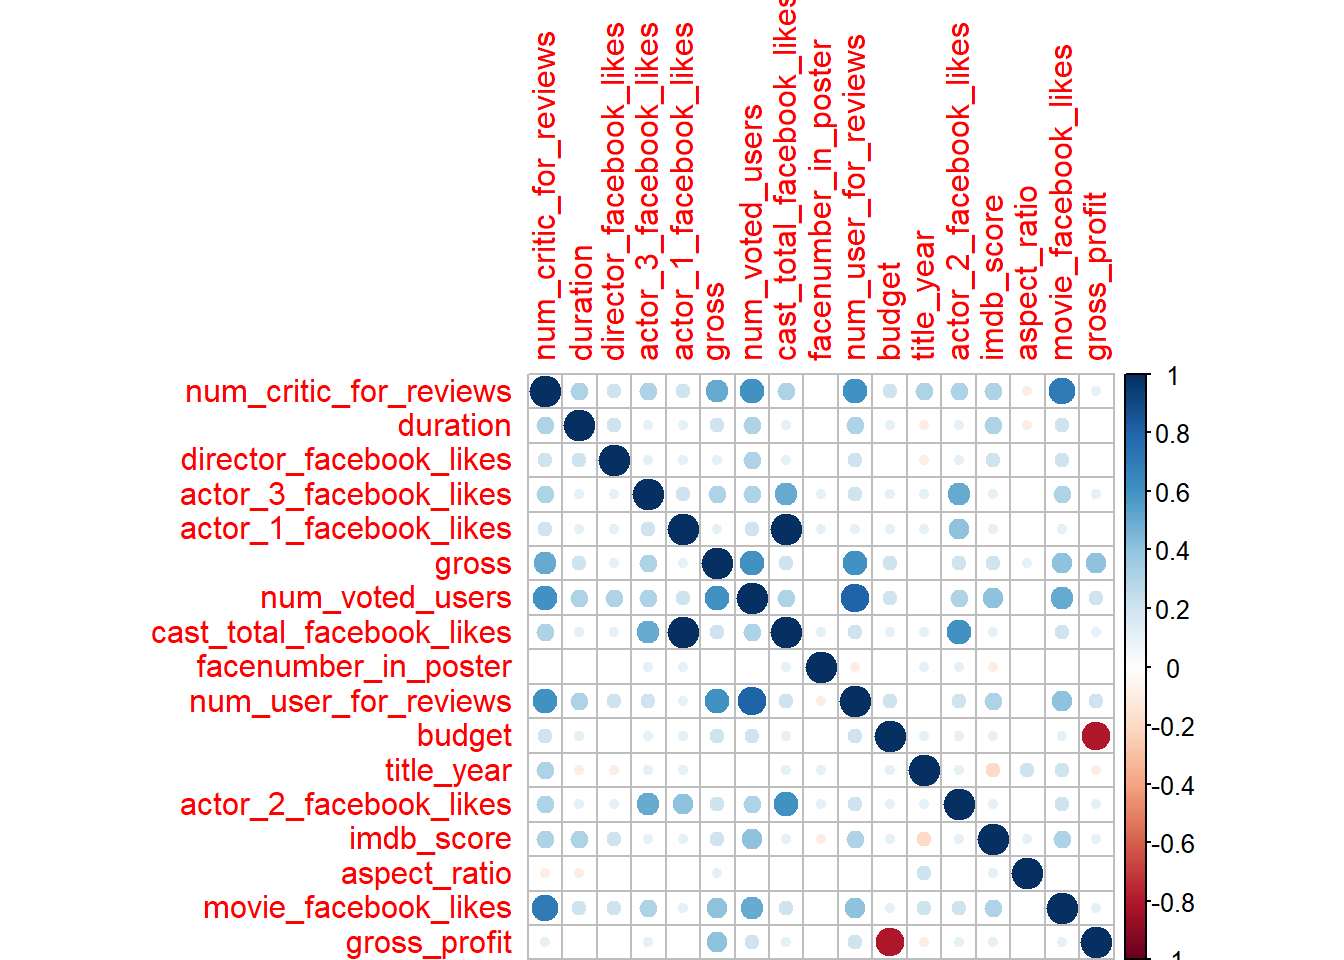 num_critic_for_reviews
duration
director_facebook_likes
actor_3_facebook_likes
actor_1_facebook_likes
gross
num_voted_users
cast_total_facebook_likes
facenumber_in_poster
num_user_for_reviews
budget
title_year
actor_2_facebook_likes
imdb_score
aspect_ratio
movie_facebook_likes
gross_profit
num_critic_for_reviews
duration
director_facebook_likes
actor_3_facebook_likes
actor_1_facebook_likes
gross
num_voted_users
cast_total_facebook_likes
facenumber_in_poster
num_user_for_reviews
budget
title_year
actor_2_facebook_likes
imdb_score
aspect_ratio
movie_facebook_likes
gross_profit
1
0.8
0.6
0.4
0.2
0
-0.2
-0.4
-0.6
-0.8
-1